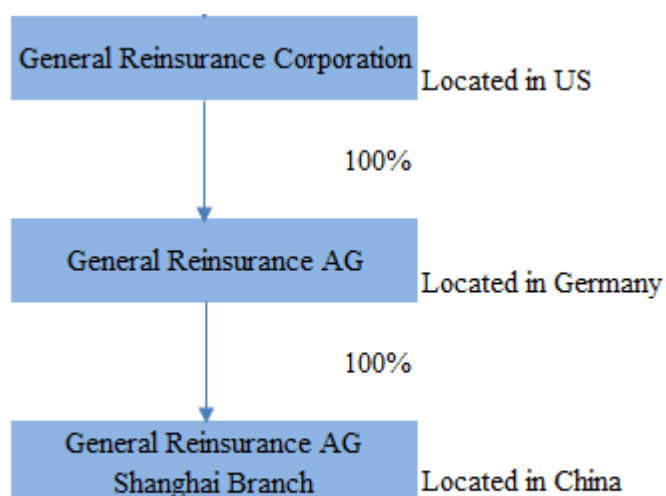 General Reinsurance Corporation
Located in US
100%
General Reinsurance AG
Located in Germany
100%
General Reinsurance AG
Shanghai Branch
Located in China